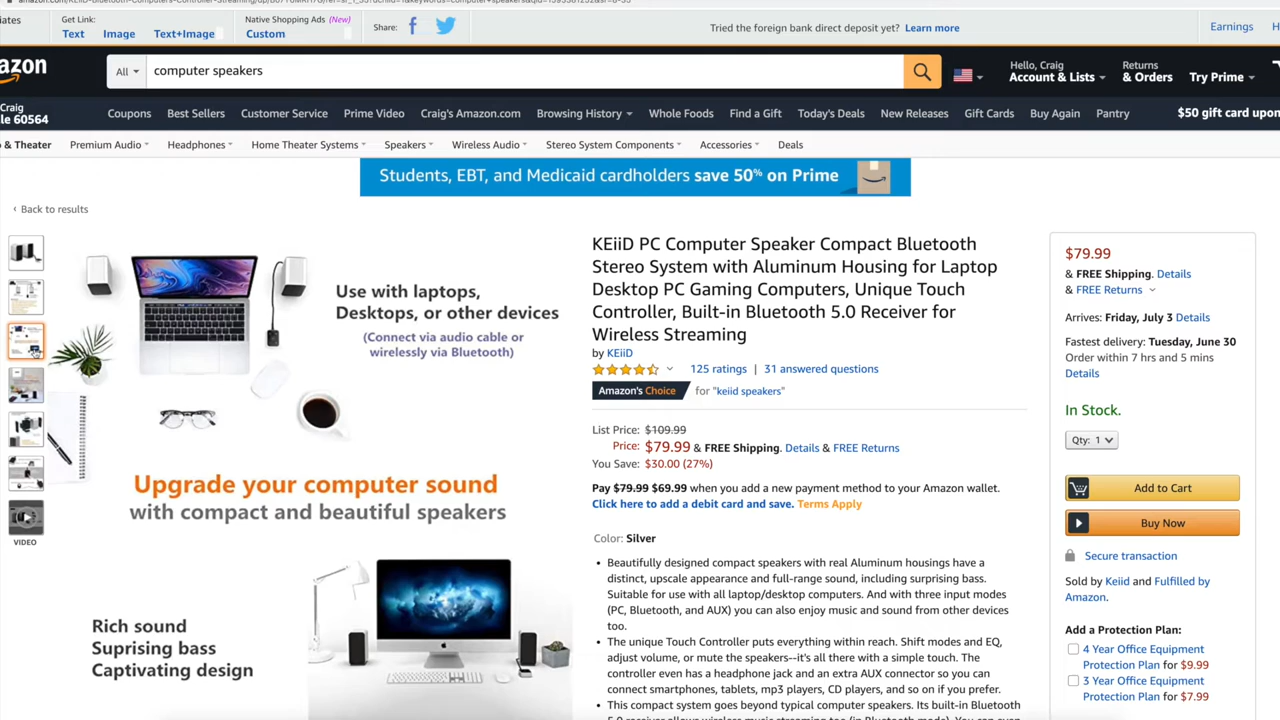 iates
Get Link:
Text Image Text+Image
Native Shopping Ads (New)
Custom
Share:
Tried the foreign bank direct deposit yet? Learn more
Earnings
H
azon
All
computer speakers
Hello, Craig
Account & Lists
Returns
& Orders
Try Prime
Craig
le 60564
Coupons Best Sellers Customer Service Prime Video Craig's Amazon.com Browsing History Whole Foods Find a Gift Today's Deals New Releases Gift Cards Buy Again Pantry
$50 gift card upon
& Theater Premium Audio Headphones Home Theater Systems Speakers Wireless Audio Stereo System Components Accessories Deals
Students, EBT, and Medicaid cardholders save 50% on Prime
‹ Back to results
VIDEO
Use with laptops,
Desktops, or other devices
(Connect via audio cable or
wirelessly via Bluetooth)
Upgrade your computer sound
with compact and beautiful speakers
Rich sound
Suprising bass
Captivating design
KEiiD PC Computer Speaker Compact Bluetooth
Stereo System with Aluminum Housing for Laptop
Desktop PC Gaming Computers, Unique Touch
Controller, Built-in Bluetooth 5.0 Receiver for
Wireless Streaming
by KEiiD
125 ratings | 31 answered questions
Amazon's Choice for "keiid speakers"
List Price: $109.99
Price: $79.99 & FREE Shipping. Details & FREE Returns
You Save: $30.00 (27%)
Pay $79.99 $69.99 when you add a new payment method to your Amazon wallet.
Click here to add a debit card and save. Terms Apply
Color: Silver
• Beautifully designed compact speakers with real Aluminum housings have a
distinct, upscale appearance and full-range sound, including surprising bass.
Suitable for use with all laptop/desktop computers. And with three input modes
(PC, Bluetooth, and AUX) you can also enjoy music and sound from other devices
too.
• The unique Touch Controller puts everything within reach. Shift modes and EQ,
adjust volume, or mute the speakers--it's all there with a simple touch. The
controller even has a headphone jack and an extra AUX connector so you can
connect smartphones, tablets, mp3 players, CD players, and so on if you prefer.
• This compact system goes beyond typical computer speakers. Its built-in Bluetooth
5.0 receiver allows wireless music streaming too (in Bluetooth mode). You can even
$79.99
& FREE Shipping. Details
& FREE Returns
Arrives: Friday, July 3 Details
Fastest delivery: Tuesday, June 30
Order within 7 hrs and 5 mins
Details
In Stock.
Qty: 1
Add to Cart
Buy Now
Secure transaction
Sold by Keiid and Fulfilled by
Amazon.
Add a Protection Plan:
4 Year Office Equipment
Protection Plan for $9.99
3 Year Office Equipment
Protection Plan for $7.99